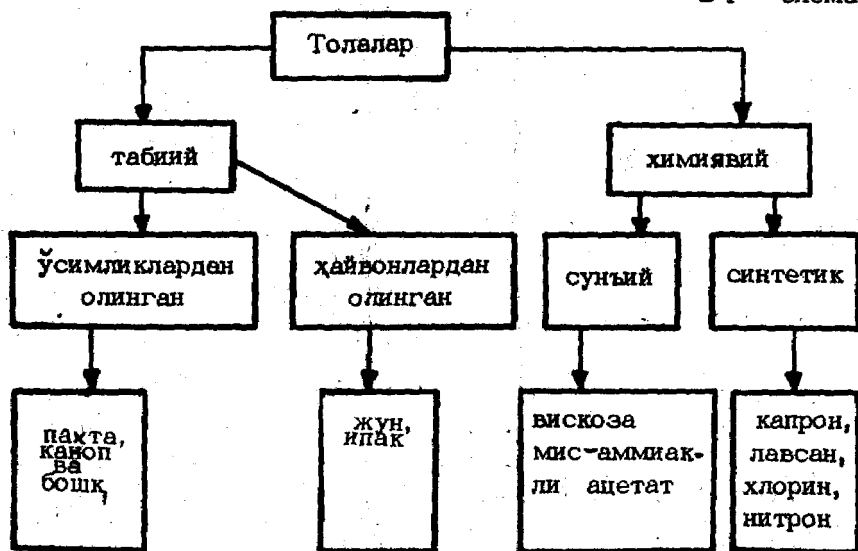 Толалар
табиий
химиявий
ўсимликлардан
олинган
ҳайвонлардан
олинган
сунъий
синтетик
пахта,
каноп
ва
бошқ,
жун,
ипак
вискоза
мис-аммиак-
ли ацетат
капрон,
лавсан,
хлорин,
нитрон